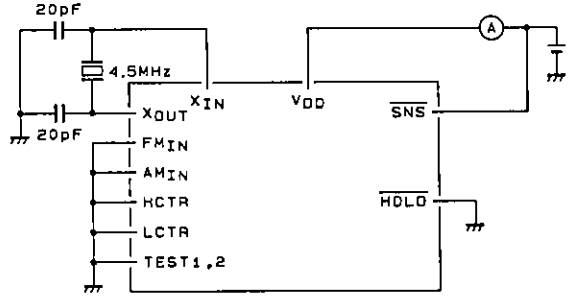 20pF
4.5MHz
20pF
A
XOUT
XIN
VDD
SNS
FMIN
AMIN
HCTR
LCTR
TEST1,2
HOLD